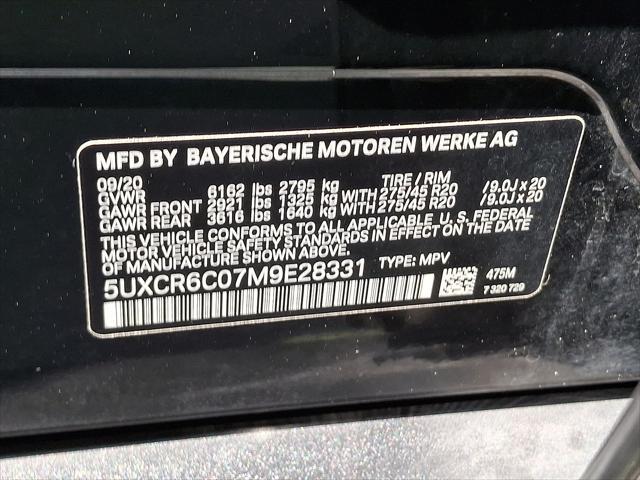 MFD BY BAYERISCHE MOTOREN WERKE AG
09/20 TIRE / RIM
GVWR 6162 lbs 2795 kg
GAWR FRONT 2921 lbs 1325 kg WITH 275/45 R20 /9.0J x 20
GAWR REAR 3616 lbs 1640 kg WITH 275/45 R20 /9.0J x 20
THIS VEHICLE CONFORMS TO ALL APPLICABLE U.S. FEDERAL
MOTOR VEHICLE SAFETY STANDARDS IN EFFECT ON THE DATE
OF MANUFACTURE SHOWN ABOVE.
5UXCR6C07M9E28331 TYPE: MPV
475M
7 320 729